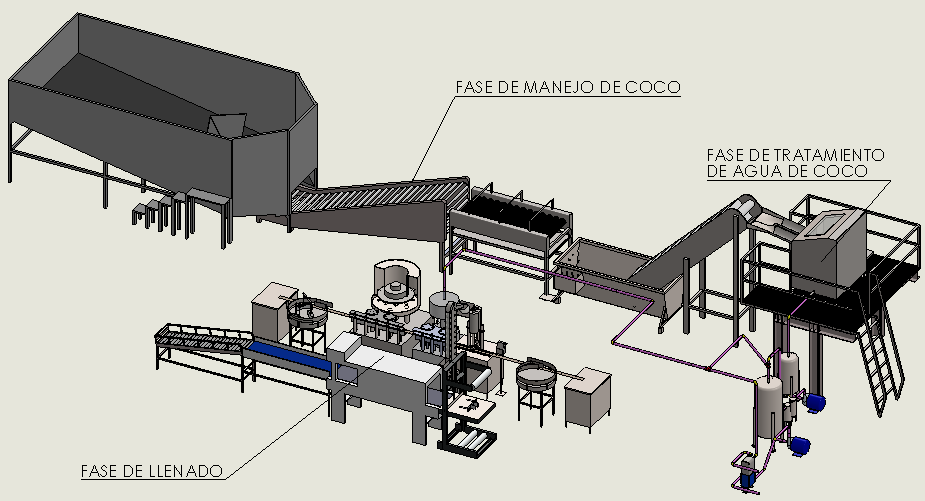 FASE DE MANEJO DE COCO
FASE DE TRATAMIENTO
DE AGUA DE COCO
FASE DE LLENADO